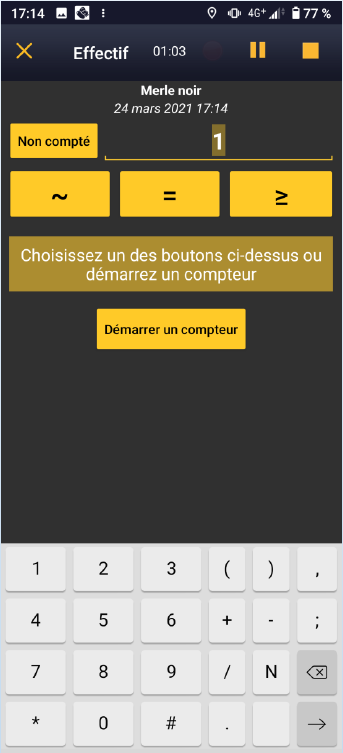 17:14 4G+ 77 %
Effectif 01:03
Merle noir
24 mars 2021 17:14
Non compté 1
~ = ≥
Choisissez un des boutons ci-dessus ou
démarrez un compteur
Démarrer un compteur
1 2 3 ( ) ,
4 5 6 + - ;
7 8 9 / N
* 0 # .